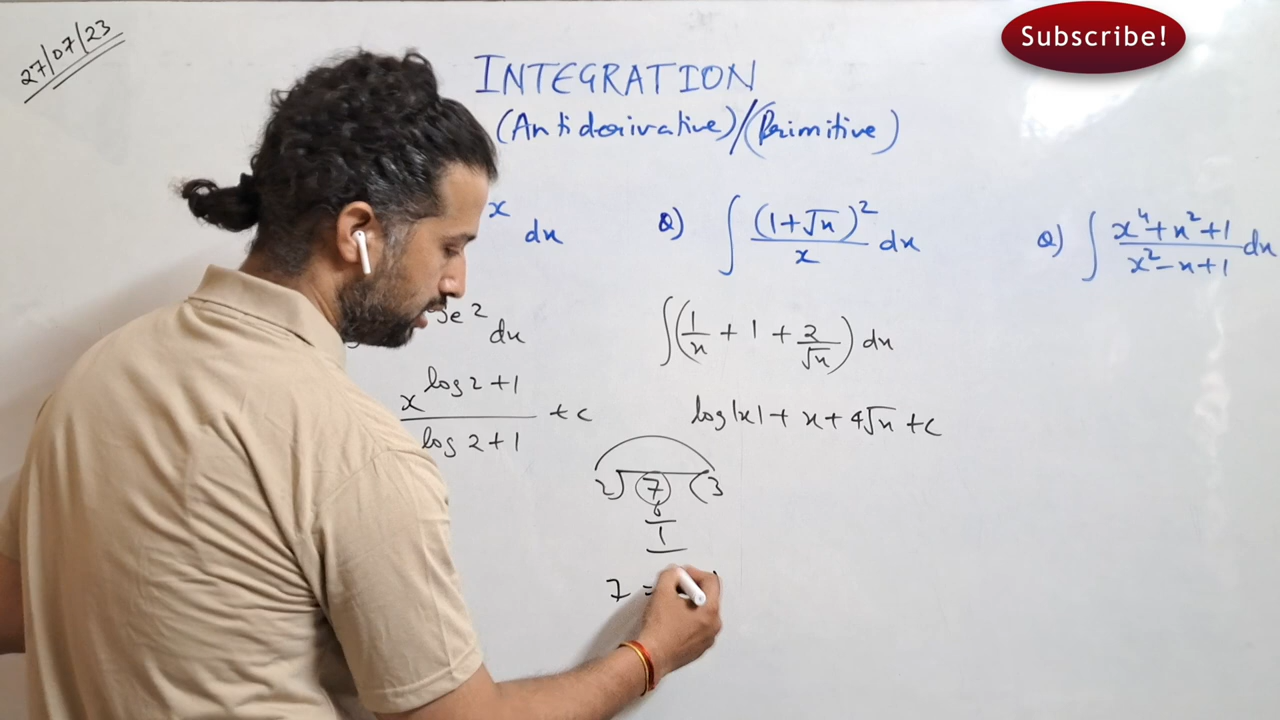 27/07/23
Subscribe!
INTEGRATION
(Antiderivative)/(Primitive)
x dx
Q) ∫ (1+√x)² / x dx
Q) ∫ (x⁴+x²+1) / (x²-x+1) dx
2 dx
∫(1/x + 1 + 2/√x) dx
x^(log 2+1) / (log 2+1) + c
log|x| + x + 4√x + c
2)7(3
6
1
7 =